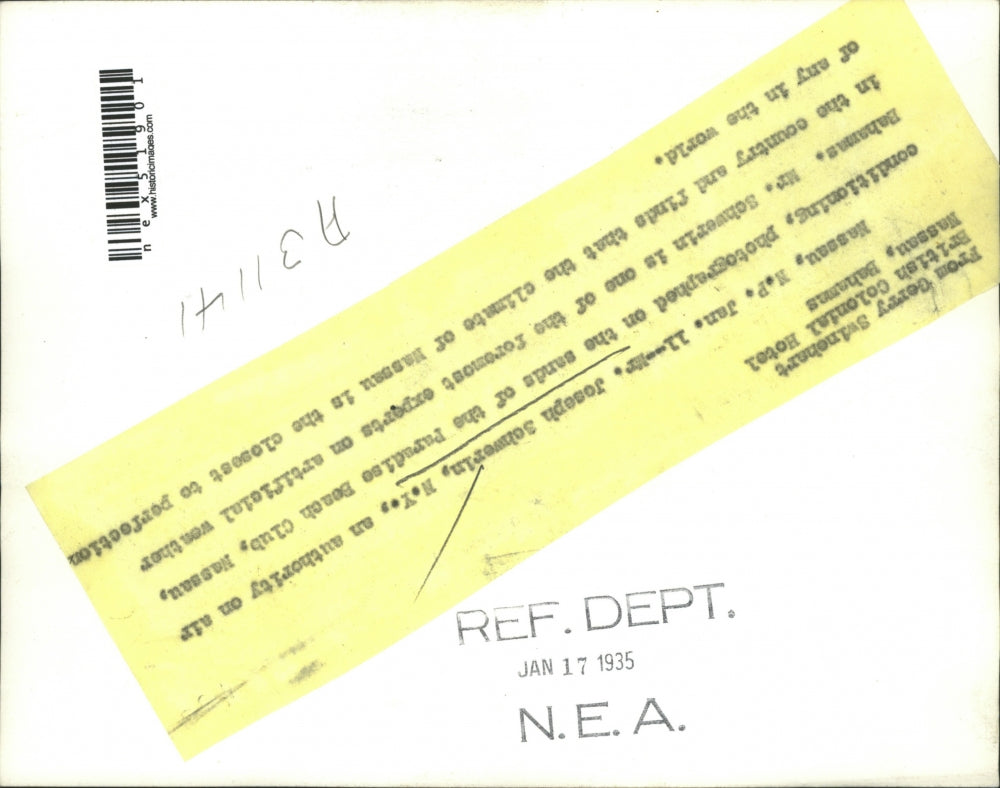 From Gerry Swinehart
British Colonial Hotel
Nassau, Bahamas
Nassau, N.P. Jan. 11--Mr. Joseph Schwerin, N.Y., an authority on air
conditioning, photographed on the sands of the Paradise Beach Club, Nassau,
Bahamas. Mr. Schwerin is one of the foremost experts on artificial weather
in the country and finds that the climate of Nassau is the closest to perfection
of any in the world.
A31141
nex51901
www.historicimages.com
REF. DEPT.
JAN 17 1935
N.E.A.